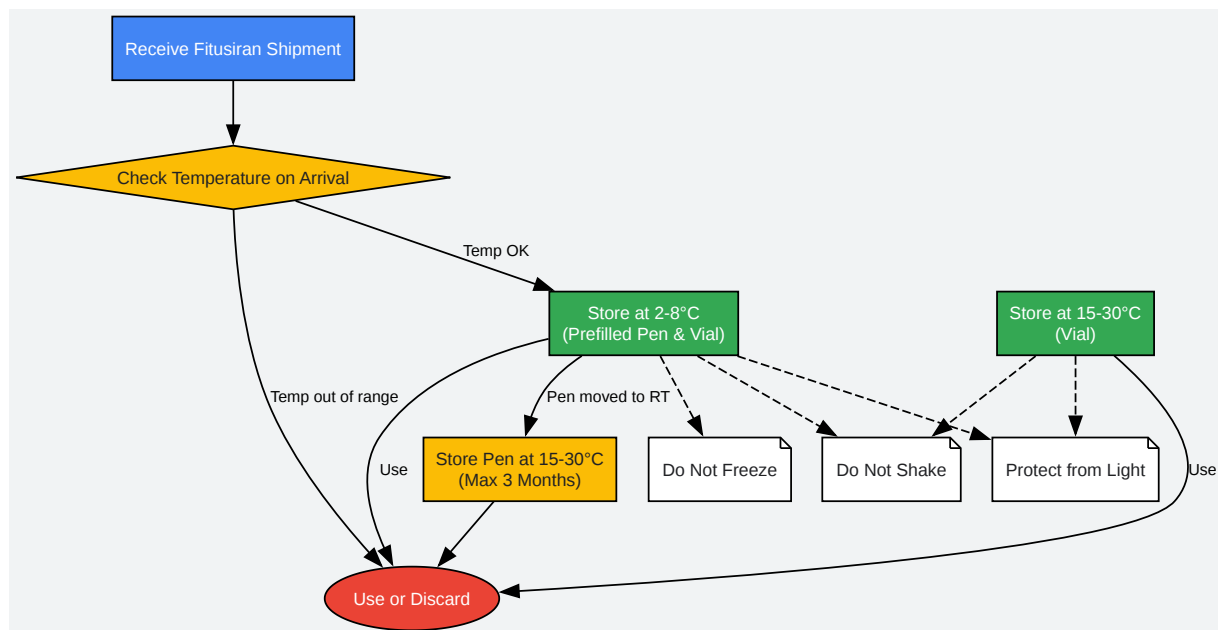 Receive Fitusiran Shipment
Check Temperature on Arrival
Temp OK
Store at 2-8°C
(Prefilled Pen & Vial)
Store at 15-30°C
(Vial)
Temp out of range
Pen moved to RT
Use
Store Pen at 15-30°C
(Max 3 Months)
Do Not Freeze
Do Not Shake
Protect from Light
Use
Use or Discard